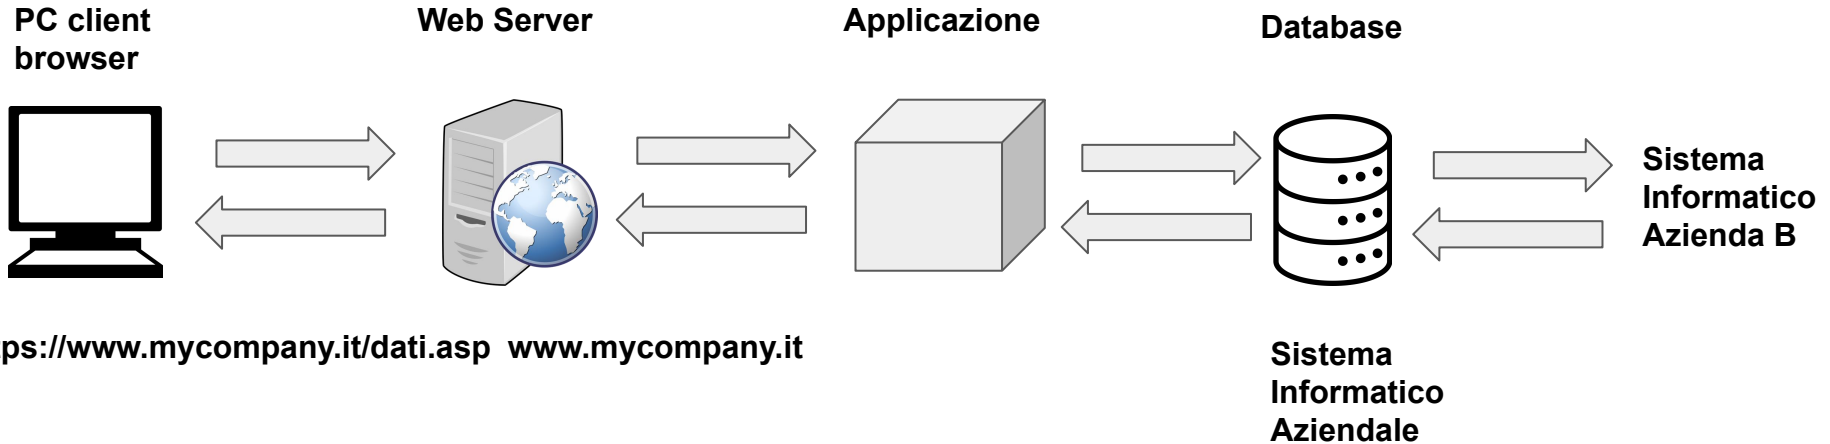 PC client
browser
Web Server
Applicazione
Database
Sistema
Informatico
Azienda B
tps://www.mycompany.it/dati.asp www.mycompany.it
Sistema
Informatico
Aziendale